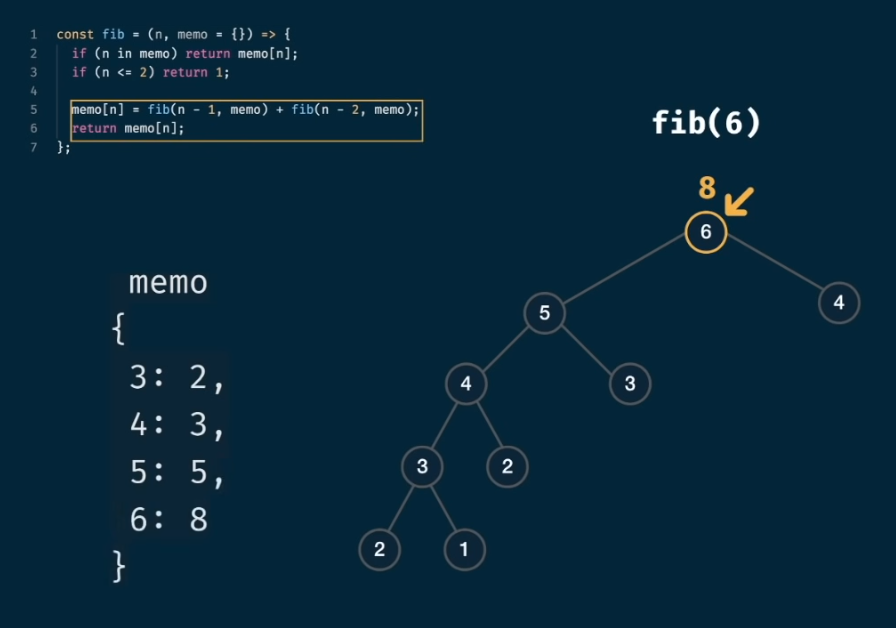 1 const fib = (n, memo = {}) => {
2 if (n in memo) return memo[n];
3 if (n <= 2) return 1;
4
5 memo[n] = fib(n - 1, memo) + fib(n - 2, memo);
6 return memo[n];
7 };
fib(6)
8
6
5
4
4
3
3
2
2
1
memo
{
3: 2,
4: 3,
5: 5,
6: 8
}